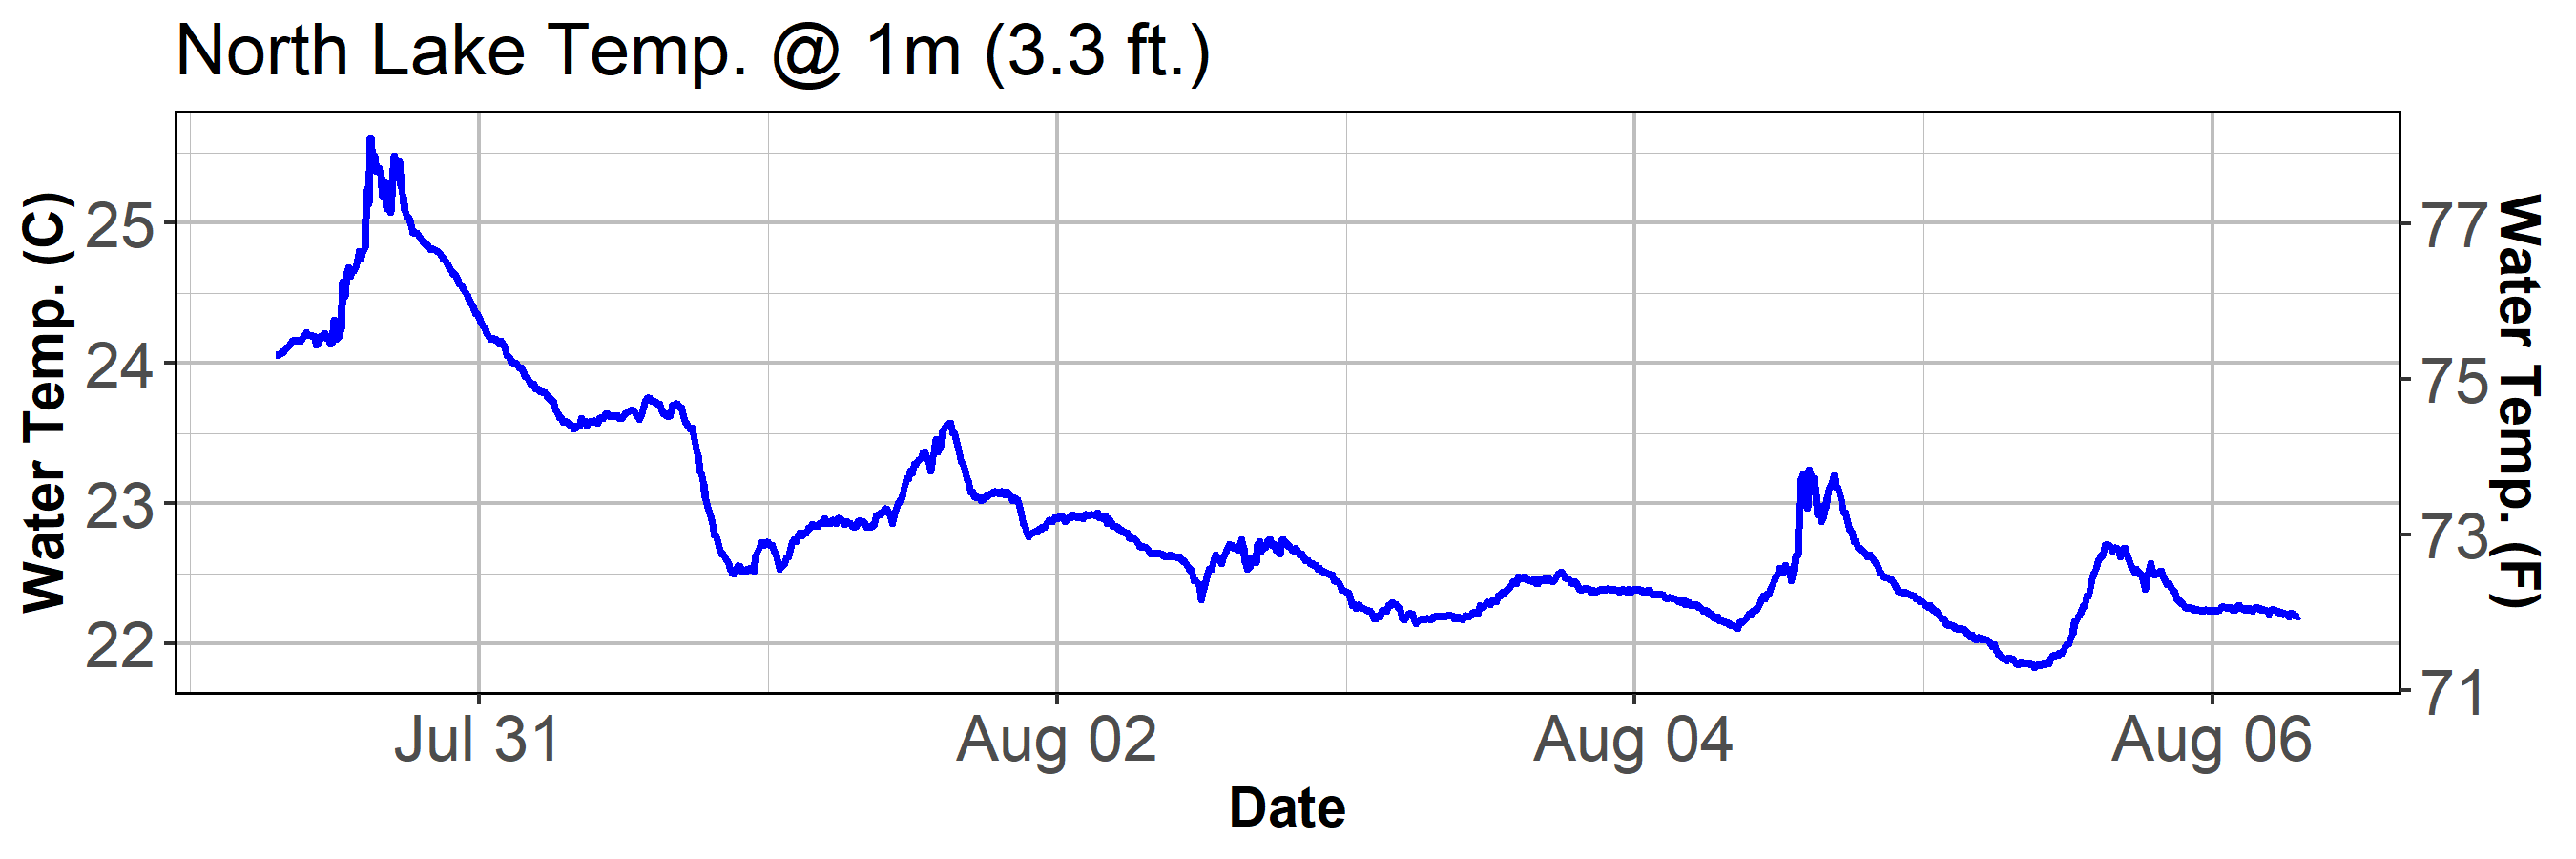 North Lake Temp. @ 1m (3.3 ft.)
Water Temp. (C)
25
24
23
22
77
75
73
71
Water Temp. (F)
Jul 31
Aug 02
Aug 04
Aug 06
Date